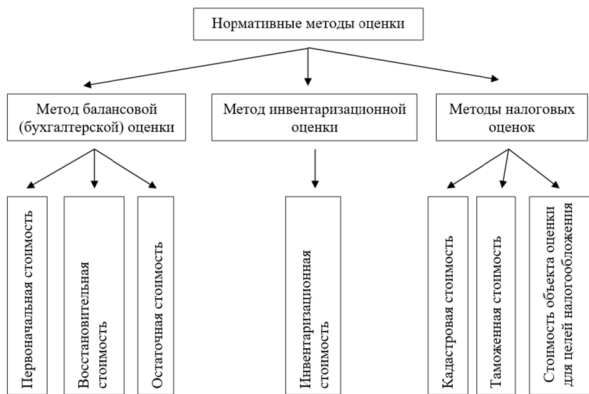 Нормативные методы оценки
Метод балансовой
(бухгалтерской) оценки
Метод инвентаризационной
оценки
Методы налоговых
оценок
Первоначальная стоимость
Восстановительная
стоимость
Остаточная стоимость
Инвентаризационная
стоимость
Кадастровая стоимость
Таможенная стоимость
Стоимость объекта оценки
для целей налогообложения